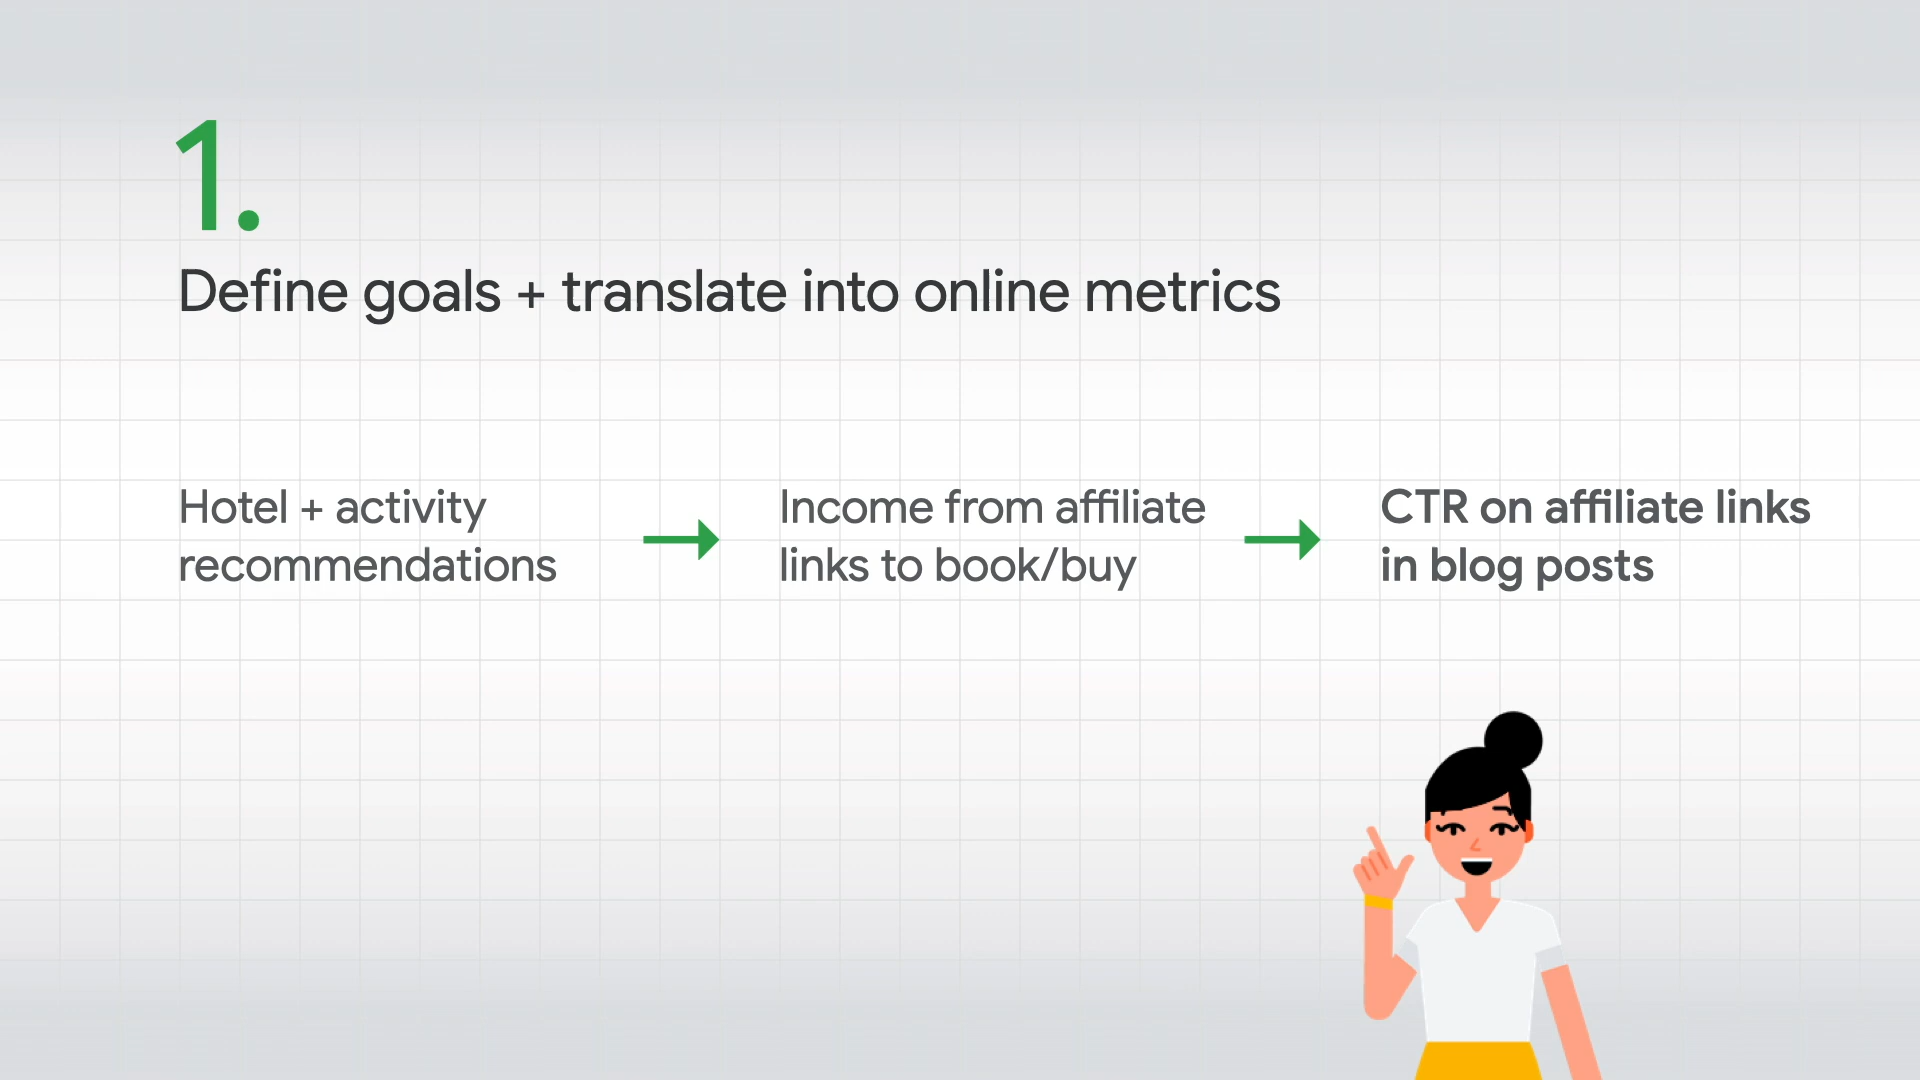 1.
Define goals + translate into online metrics
Hotel + activity
recommendations
Income from affiliate
links to book/buy
CTR on affiliate links
in blog posts